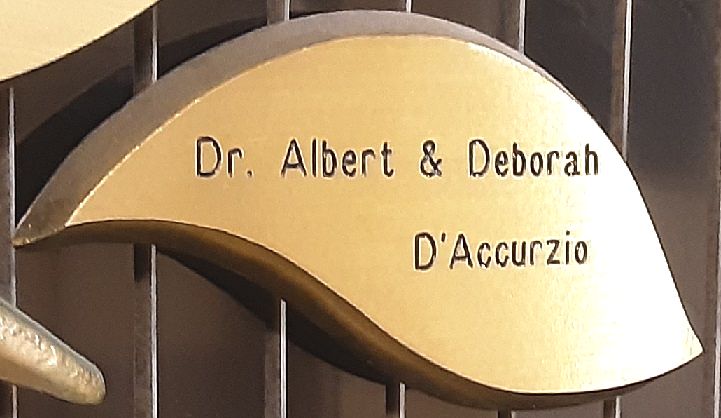 Dr. Albert & Deborah
D'Accurzio